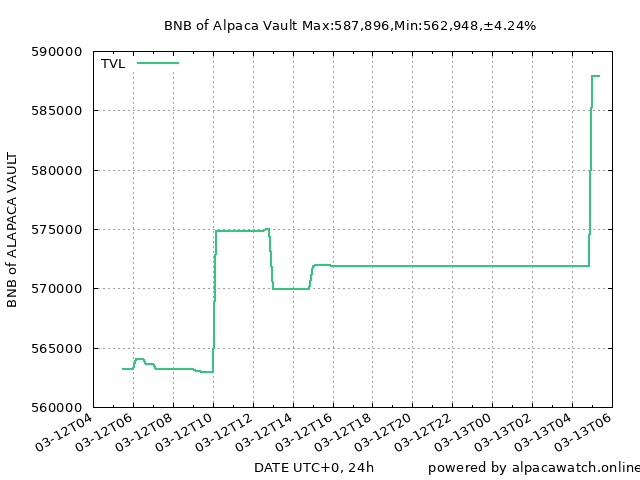 BNB of Alpaca Vault Max:587,896,Min:562,948,±4.24%
590000
TVL
585000
580000
575000
570000
565000
560000
BNB of ALAPACA VAULT
03-12T04
03-12T06
03-12T08
03-12T10
03-12T12
03-12T14
03-12T16
03-12T18
03-12T20
03-12T22
03-13T00
03-13T02
03-13T04
03-13T06
DATE UTC+0, 24h
powered by alpacawatch.online